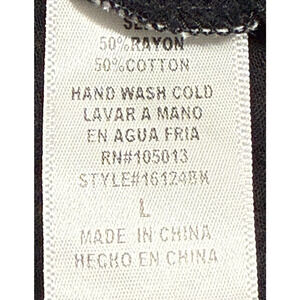 50%RAYON
50%COTTON
HAND WASH COLD
LAVAR A MANO
EN AGUA FRIA
RN#105013
STYLE#16124BK
L
MADE IN CHINA
HECHO EN CHINA